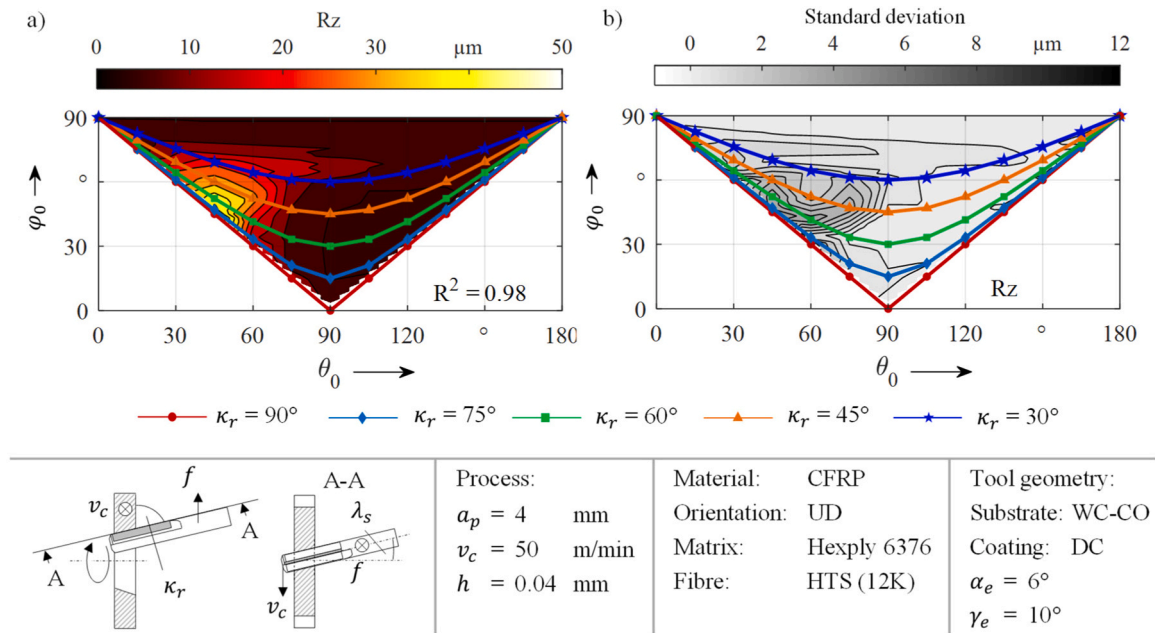 a)
Rz
0 10 20 30 µm 50
90
°
φ₀
30
0
R² = 0.98
0 30 60 90 120 ° 180
θ₀
b)
Standard deviation
0 2 4 6 8 µm 12
90
°
φ₀
30
0
Rz
0 30 60 90 120 ° 180
θ₀
κᵣ = 90° κᵣ = 75° κᵣ = 60° κᵣ = 45° κᵣ = 30°
f
v_c
A
A
κᵣ
A-A
λₛ
f
v_c
Process:
aₚ = 4 mm
v_c = 50 m/min
h = 0.04 mm
Material: CFRP
Orientation: UD
Matrix: Hexply 6376
Fibre: HTS (12K)
Tool geometry:
Substrate: WC-CO
Coating: DC
αₑ = 6°
γₑ = 10°